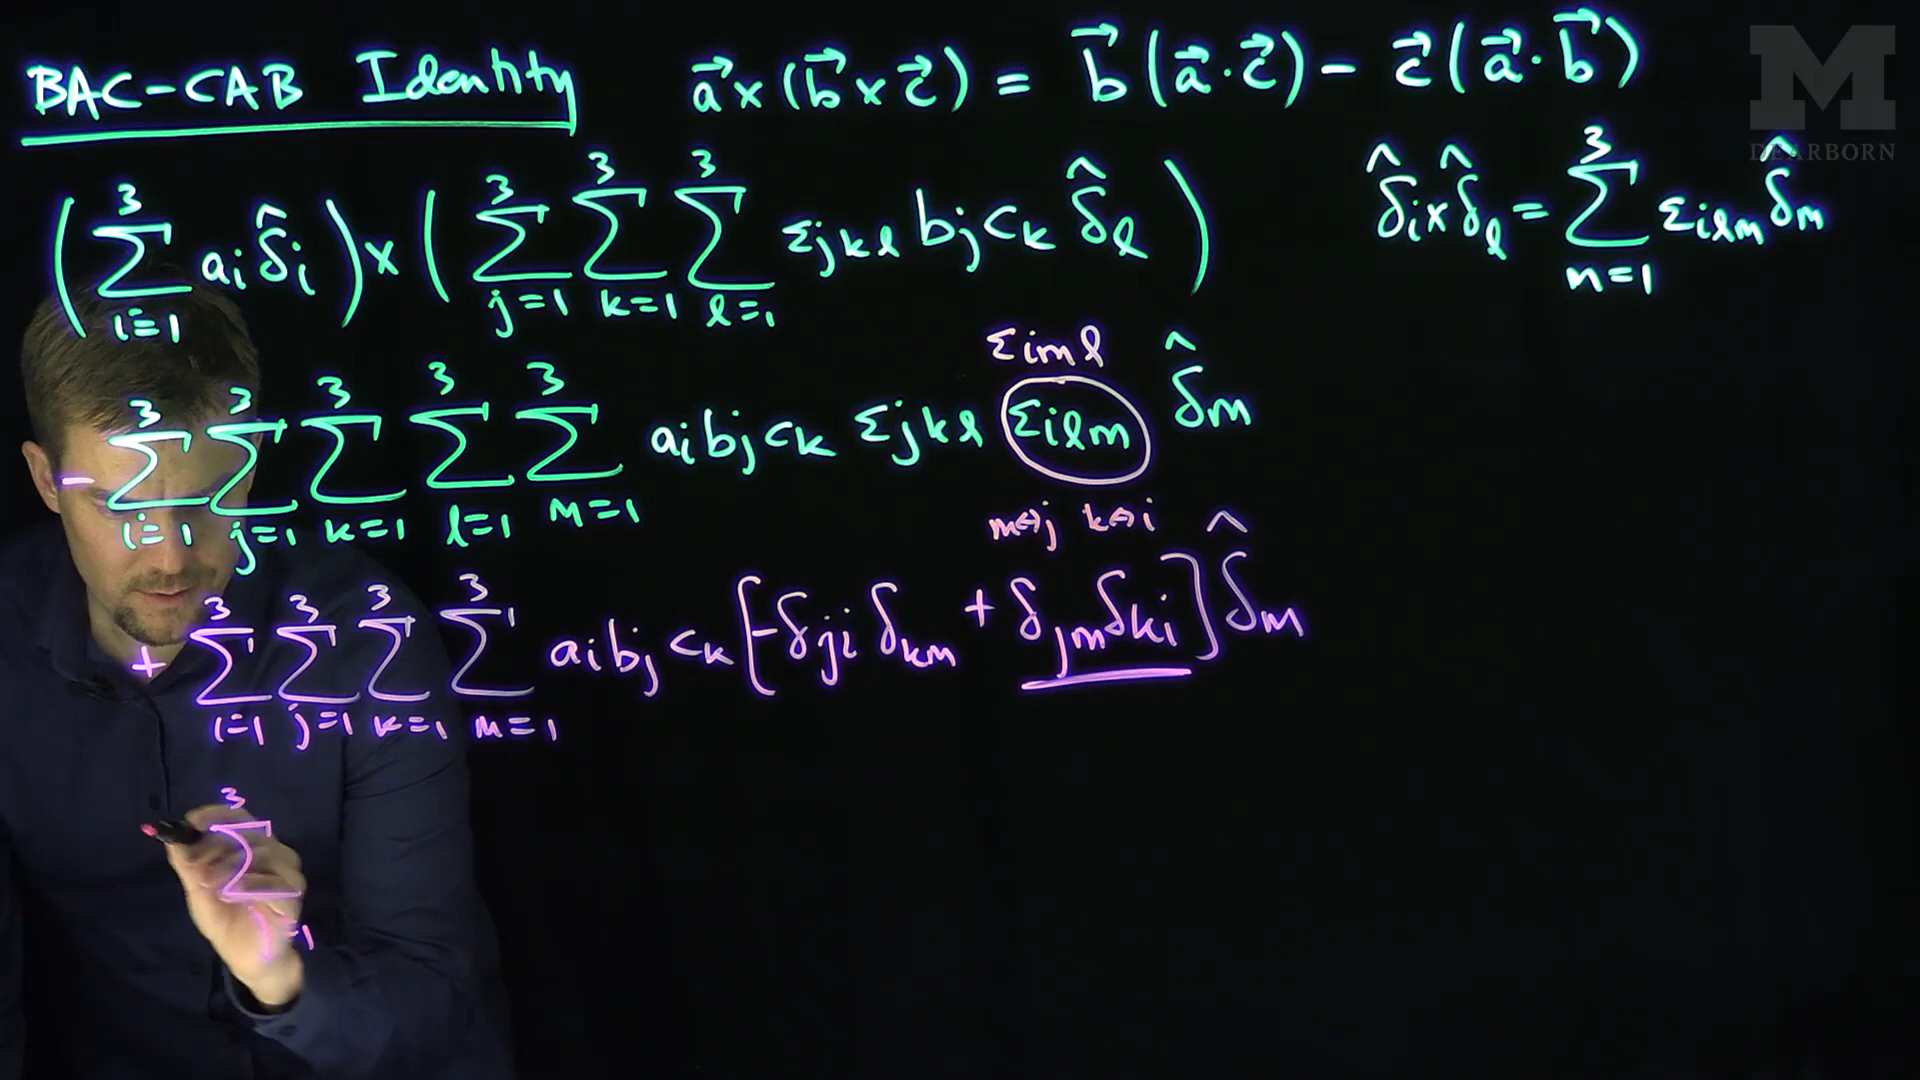 BAC-CAB Identity a⃗ × (b⃗ × c⃗) = b⃗ (a⃗ · c⃗) - c⃗ (a⃗ · b⃗)
M
DEARBORN
(∑_{i=1}^{3} a_i δ̂_i) × (∑_{j=1}^{3} ∑_{k=1}^{3} ∑_{l=1}^{3} ε_{jkl} b_j c_k δ̂_l) δ̂_i × δ̂_l = ∑_{m=1}^{3} ε_{ilm} δ̂_m
ε_{iml}
- ∑_{i=1}^{3} ∑_{j=1}^{3} ∑_{k=1}^{3} ∑_{l=1}^{3} ∑_{m=1}^{3} a_i b_j c_k ε_{jkl} ε_{ilm} δ̂_m
m⇔j k⇔i
+ ∑_{i=1}^{3} ∑_{j=1}^{3} ∑_{k=1}^{3} ∑_{m=1}^{3} a_i b_j c_k [-δ_{ji} δ_{km} + δ_{jm} δ_{ki}] δ̂_m
∑_{j=1}^{3}